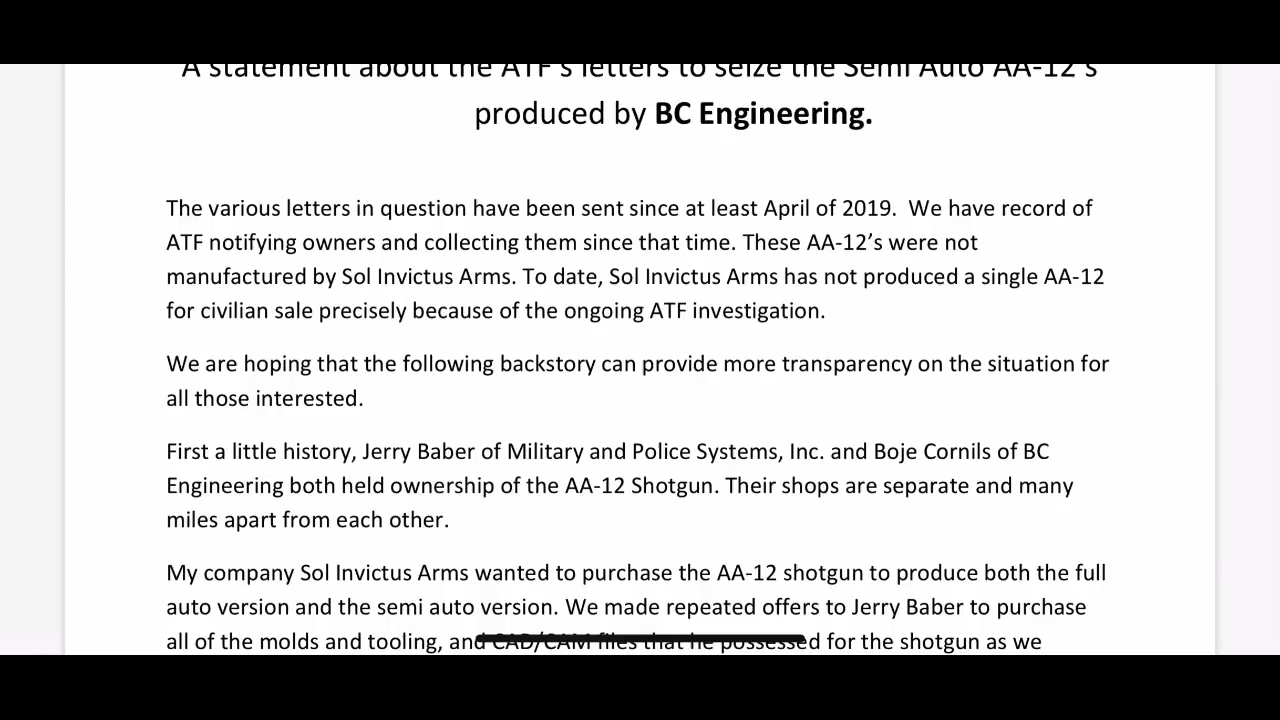 A statement about the ATF's letters to seize the Semi Auto AA-12's
produced by BC Engineering.
The various letters in question have been sent since at least April of 2019.  We have record of
ATF notifying owners and collecting them since that time. These AA-12’s were not
manufactured by Sol Invictus Arms. To date, Sol Invictus Arms has not produced a single AA-12
for civilian sale precisely because of the ongoing ATF investigation.
We are hoping that the following backstory can provide more transparency on the situation for
all those interested.
First a little history, Jerry Baber of Military and Police Systems, Inc. and Boje Cornils of BC
Engineering both held ownership of the AA-12 Shotgun. Their shops are separate and many
miles apart from each other.
My company Sol Invictus Arms wanted to purchase the AA-12 shotgun to produce both the full
auto version and the semi auto version. We made repeated offers to Jerry Baber to purchase
all of the molds and tooling, and CAD/CAM files that he possessed for the shotgun as we